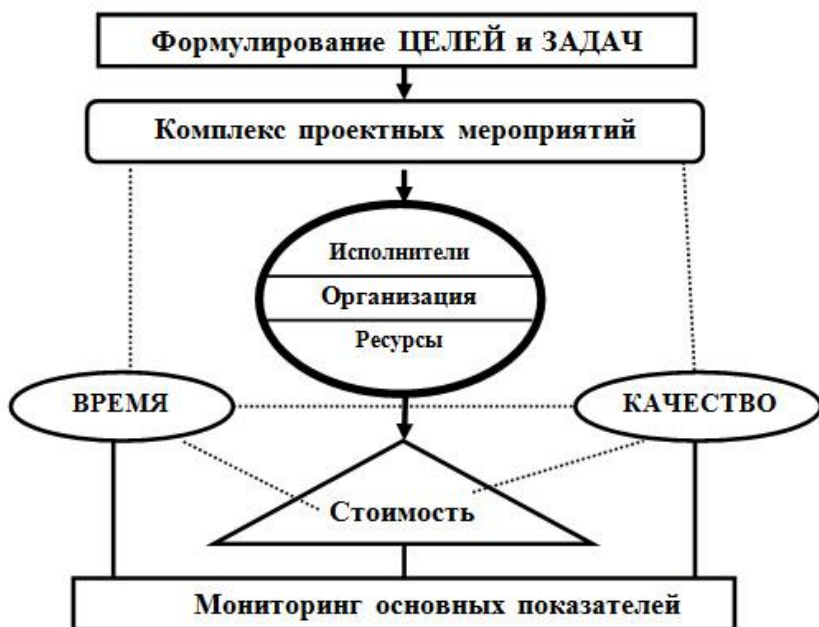 Формулирование ЦЕЛЕЙ и ЗАДАЧ
Комплекс проектных мероприятий
Исполнители
Организация
Ресурсы
ВРЕМЯ
КАЧЕСТВО
Стоимость
Мониторинг основных показателей